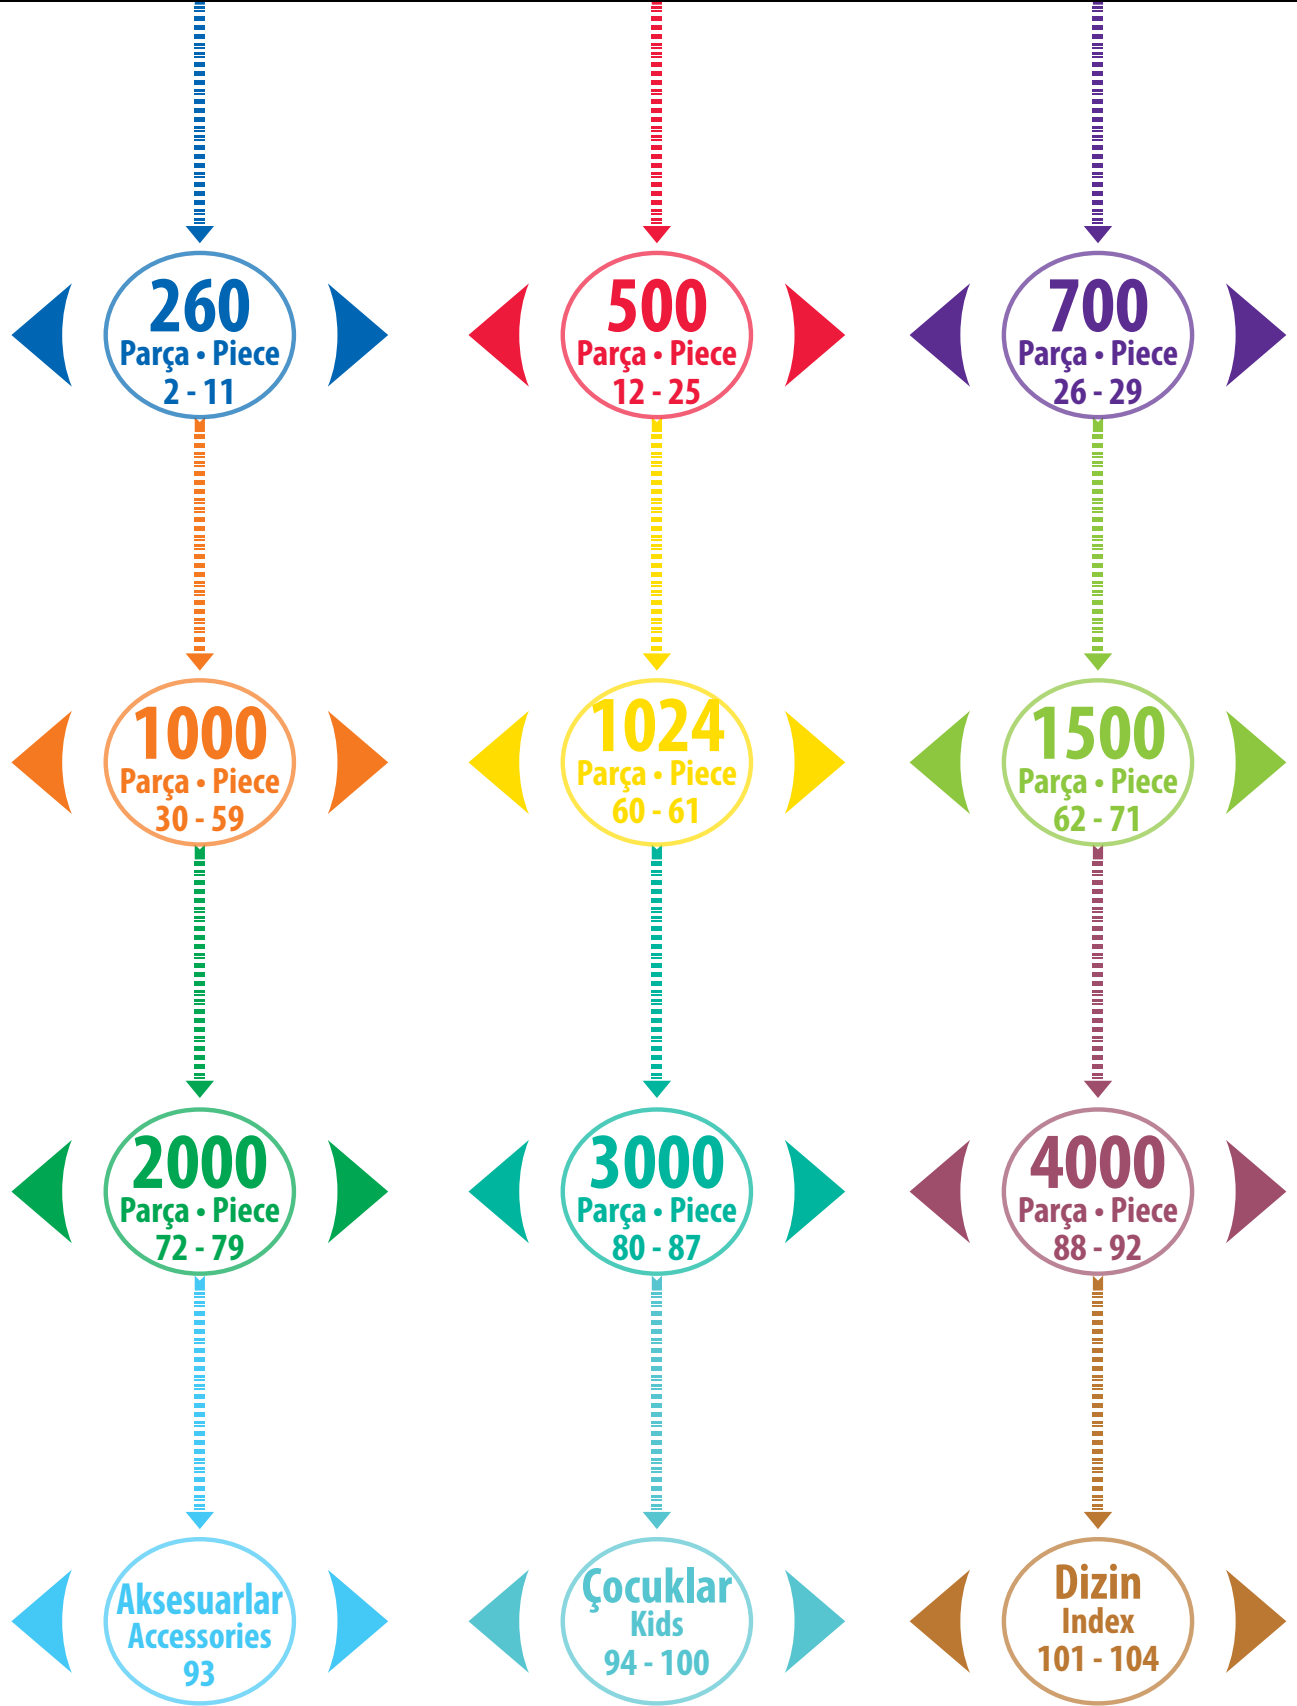 260
Parça • Piece
2 - 11
500
Parça • Piece
12 - 25
700
Parça • Piece
26 - 29
1000
Parça • Piece
30 - 59
1024
Parça • Piece
60 - 61
1500
Parça • Piece
62 - 71
2000
Parça • Piece
72 - 79
3000
Parça • Piece
80 - 87
4000
Parça • Piece
88 - 92
Aksesuarlar
Accessories
93
Çocuklar
Kids
94 - 100
Dizin
Index
101 - 104